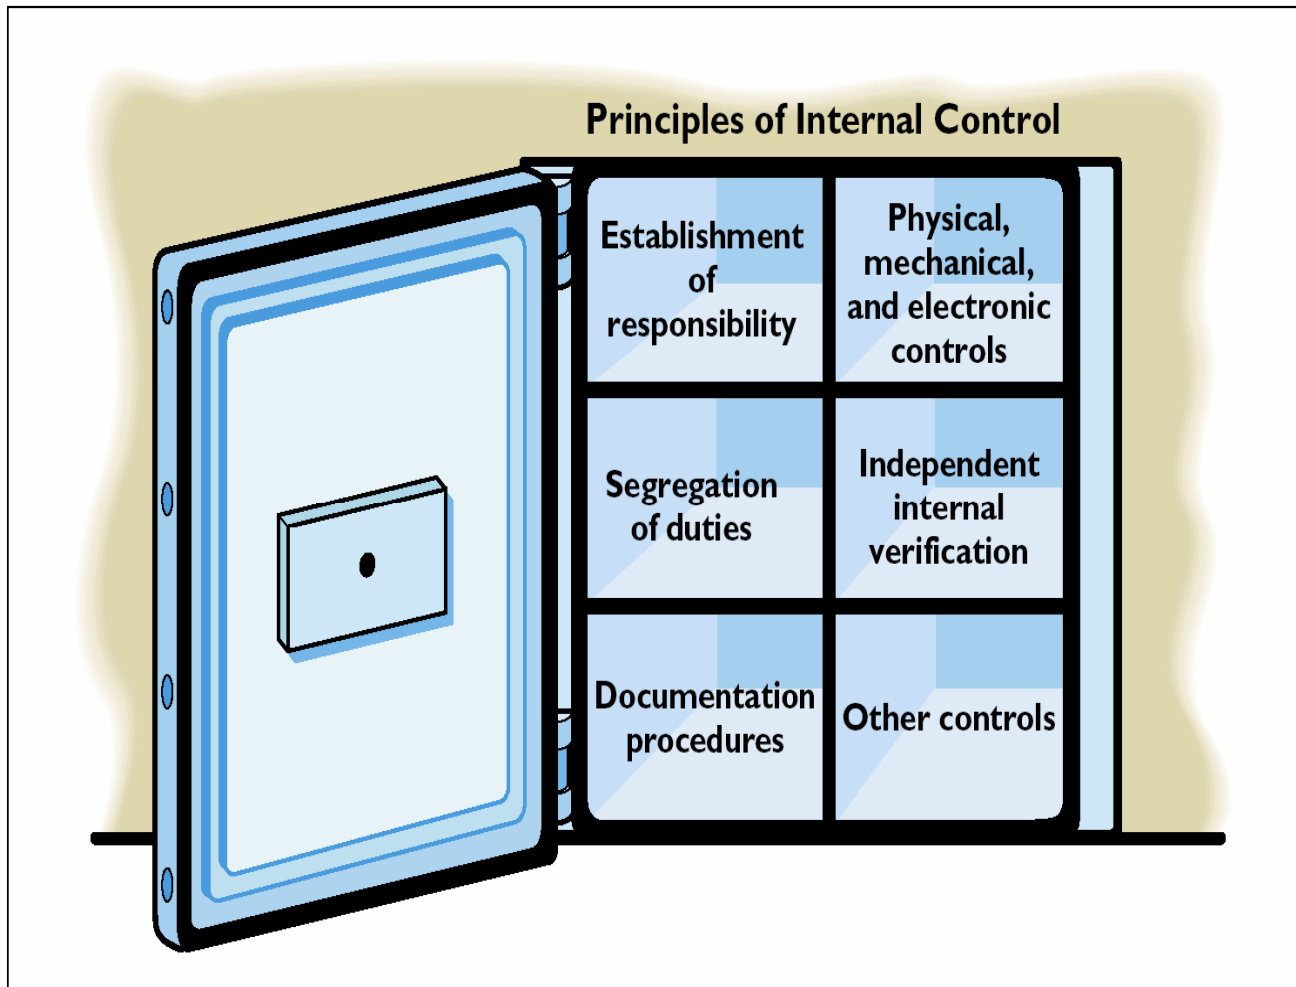 Principles of Internal Control
Establishment
of
responsibility
Physical,
mechanical,
and electronic
controls
Segregation
of duties
Independent
internal
verification
Documentation
procedures
Other controls